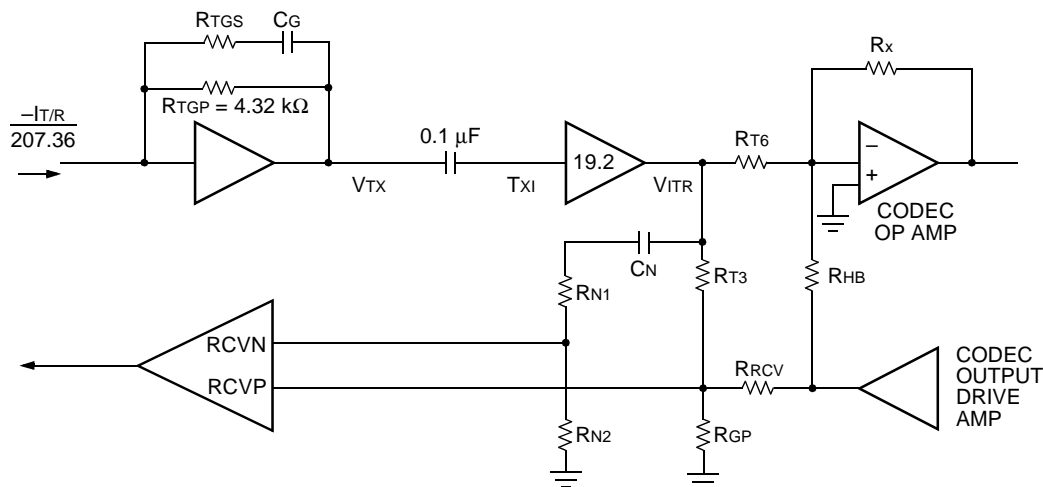 RTGS
CG
RTGP = 4.32 kΩ
–IT/R
207.36
0.1 µF
VTX
TXI
19.2
VITR
RT6
Rx
–
+
CODEC
OP AMP
CN
RN1
RT3
RHB
RCVN
RCVP
RRCV
CODEC
OUTPUT
DRIVE
AMP
RN2
RGP